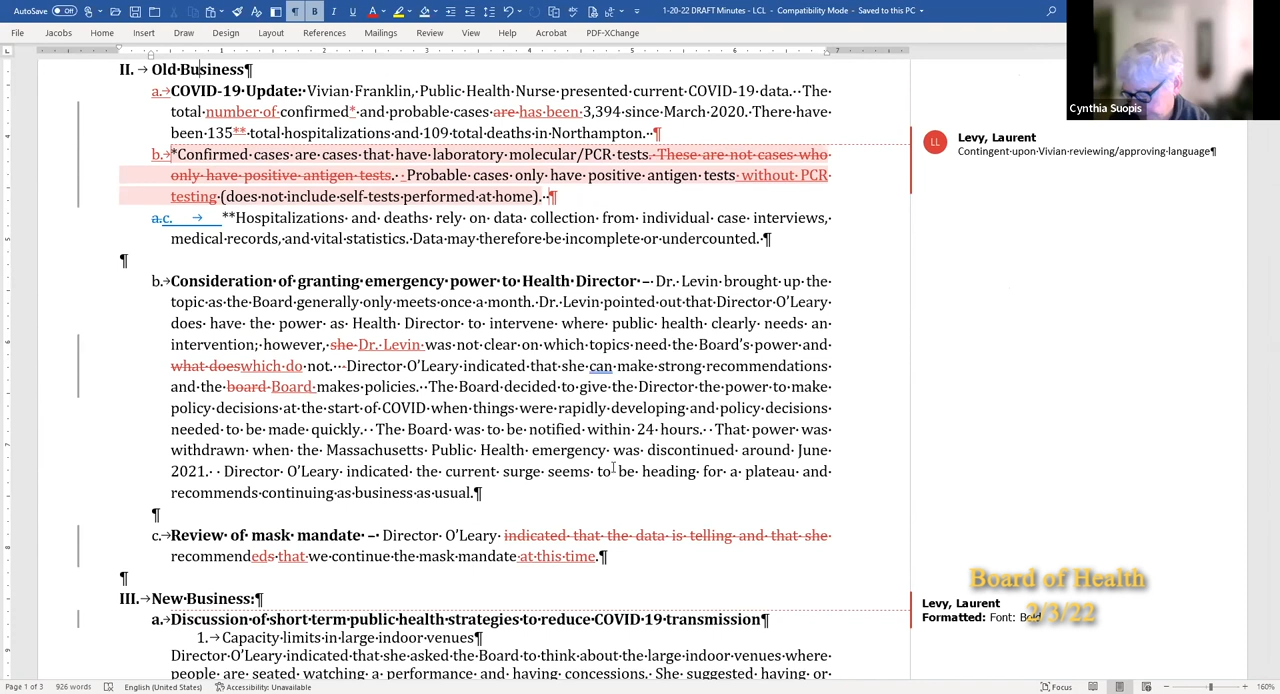 AutoSave Off 1-20-22 DRAFT Minutes - LCL - Compatibility Mode - Saved to this PC
File Jacobs Home Insert Draw Design Layout References Mailings Review View Help Acrobat PDF-XChange
Cynthia Suopis
II. Old Business¶
a. COVID-19 Update: Vivian Franklin, Public Health Nurse presented current COVID-19 data. The
total number of confirmed* and probable cases are has been 3,394 since March 2020. There have
been 135** total hospitalizations and 109 total deaths in Northampton. ¶
b. *Confirmed cases are cases that have laboratory molecular/PCR tests. These are not cases who
only have positive antigen tests. Probable cases only have positive antigen tests without PCR
testing (does not include self-tests performed at home). ¶
a.c. **Hospitalizations and deaths rely on data collection from individual case interviews,
medical records, and vital statistics. Data may therefore be incomplete or undercounted. ¶
¶
b. Consideration of granting emergency power to Health Director – Dr. Levin brought up the
topic as the Board generally only meets once a month. Dr. Levin pointed out that Director O'Leary
does have the power as Health Director to intervene where public health clearly needs an
intervention; however, she Dr. Levin was not clear on which topics need the Board's power and
what does which do not. Director O'Leary indicated that she can make strong recommendations
and the board Board makes policies. The Board decided to give the Director the power to make
policy decisions at the start of COVID when things were rapidly developing and policy decisions
needed to be made quickly. The Board was to be notified within 24 hours. That power was
withdrawn when the Massachusetts Public Health emergency was discontinued around June
2021. Director O'Leary indicated the current surge seems to be heading for a plateau and
recommends continuing as business as usual.¶
¶
c. Review of mask mandate – Director O'Leary indicated that the data is telling and that she
recommendeds that we continue the mask mandate at this time.¶
¶
III. New Business:¶
a. Discussion of short term public health strategies to reduce COVID 19 transmission¶
1. Capacity limits in large indoor venues¶
Director O'Leary indicated that she asked the Board to think about the large indoor venues where
people are seated watching a performance and having concessions. She suggested having or
LL Levy, Laurent
Contingent upon Vivian reviewing/approving language¶
Levy, Laurent
Formatted: Font: Bold
Board of Health
2/3/22
Page 1 of 3 926 words English (United States) Accessibility: Unavailable Focus 160%